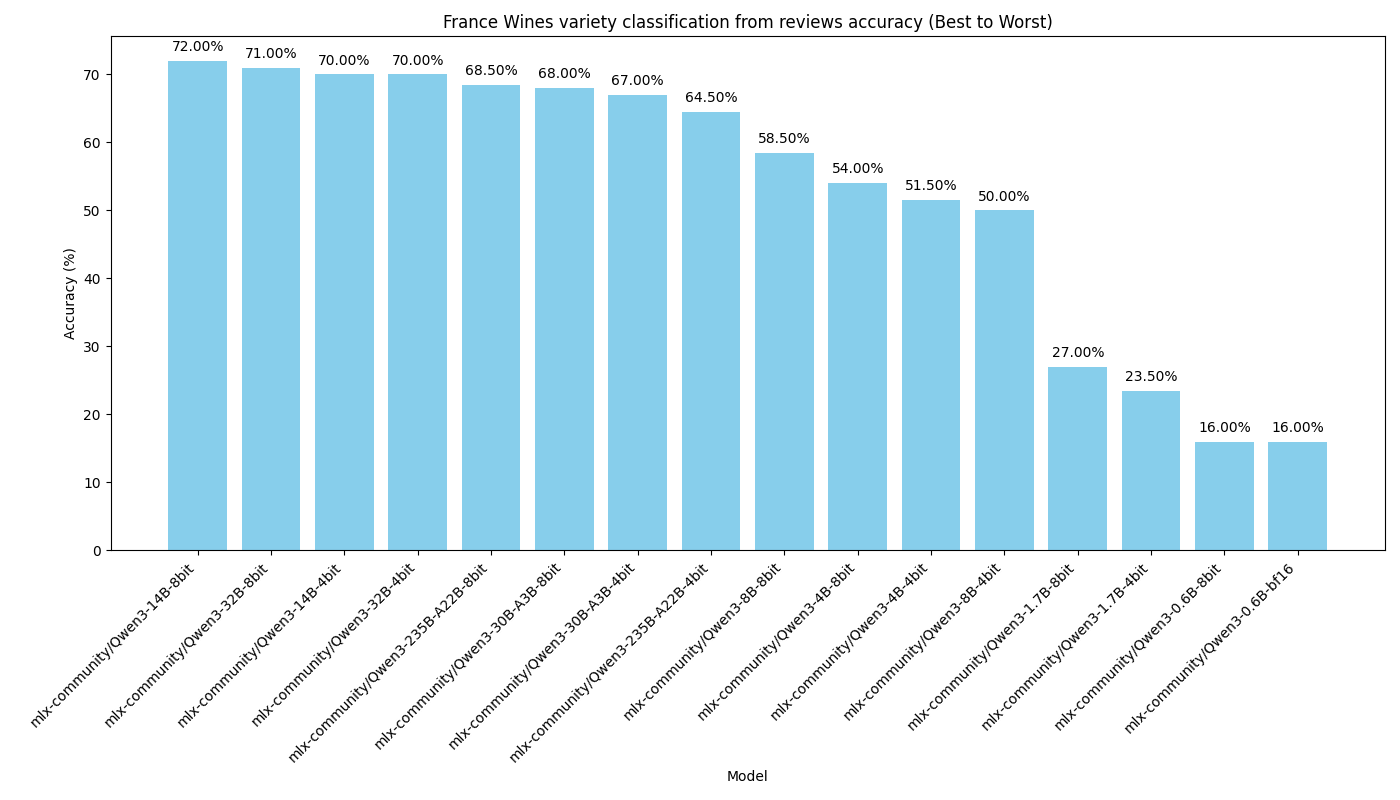 France Wines variety classification from reviews accuracy (Best to Worst)
72.00%
71.00%
70.00%
70.00%
68.50%
68.00%
67.00%
64.50%
58.50%
54.00%
51.50%
50.00%
27.00%
23.50%
16.00%
16.00%
Accuracy (%)
70
60
50
40
30
20
10
0
mlx-community/Qwen3-14B-8bit
mlx-community/Qwen3-32B-8bit
mlx-community/Qwen3-14B-4bit
mlx-community/Qwen3-32B-4bit
mlx-community/Qwen3-235B-A22B-8bit
mlx-community/Qwen3-30B-A3B-8bit
mlx-community/Qwen3-30B-A3B-4bit
mlx-community/Qwen3-235B-A22B-4bit
mlx-community/Qwen3-8B-8bit
mlx-community/Qwen3-4B-8bit
mlx-community/Qwen3-4B-4bit
mlx-community/Qwen3-8B-4bit
mlx-community/Qwen3-1.7B-8bit
mlx-community/Qwen3-1.7B-4bit
mlx-community/Qwen3-0.6B-8bit
mlx-community/Qwen3-0.6B-bf16
Model